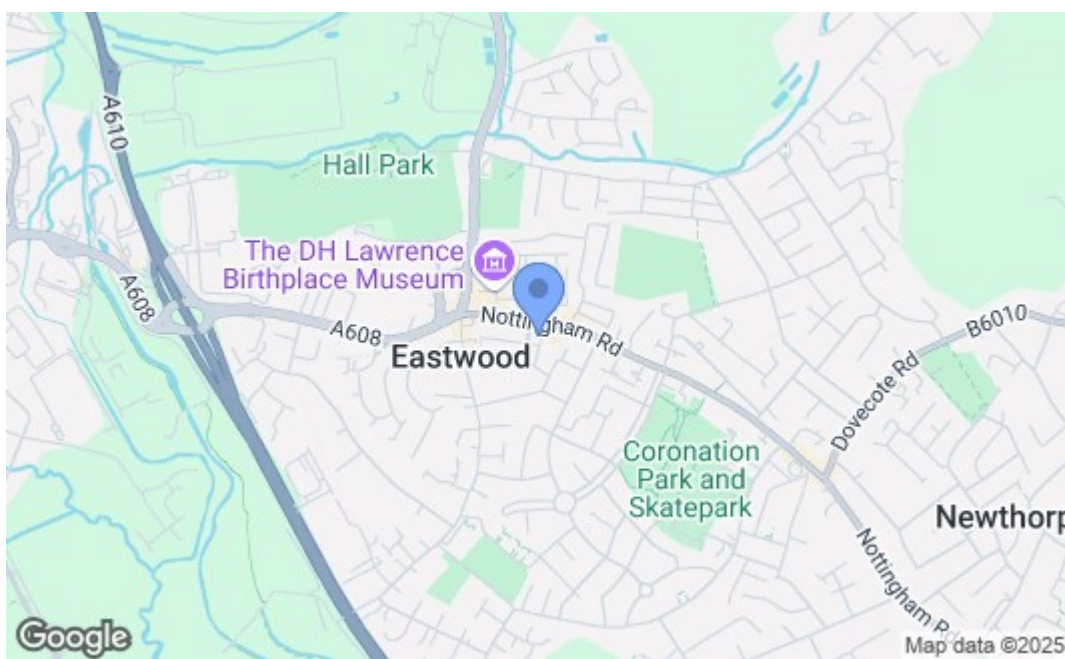 A610
Hall Park
The DH Lawrence
Birthplace Museum
A608
A608
Nottingham Rd
Eastwood
B6010
Dovecote Rd
Coronation
Park and
Skatepark
Newthorp
Nottingham Rd
Google
Map data ©2025